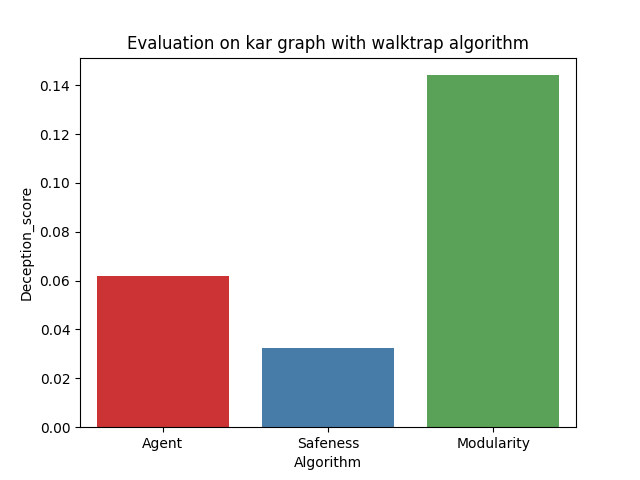 Evaluation on kar graph with walktrap algorithm
Deception_score
0.14
0.12
0.10
0.08
0.06
0.04
0.02
0.00
Agent
Safeness
Modularity
Algorithm